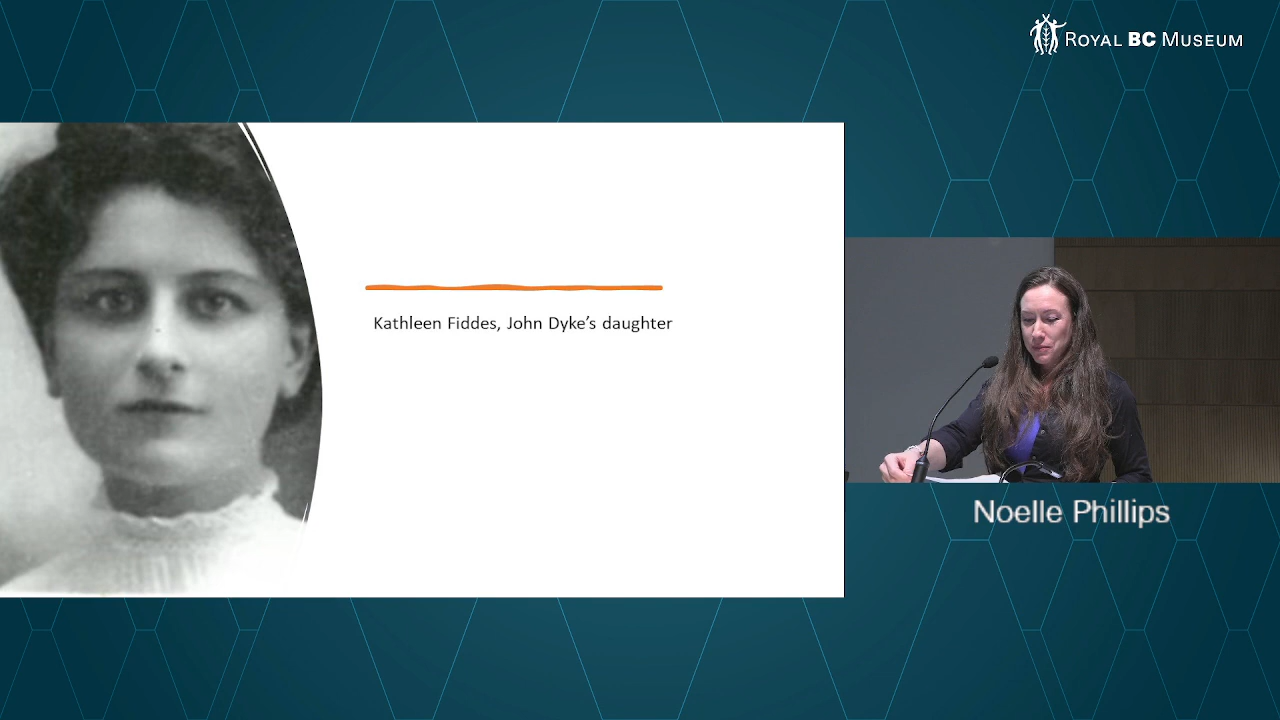 ROYAL BC MUSEUM
Kathleen Fiddes, John Dyke’s daughter
Noelle Phillips